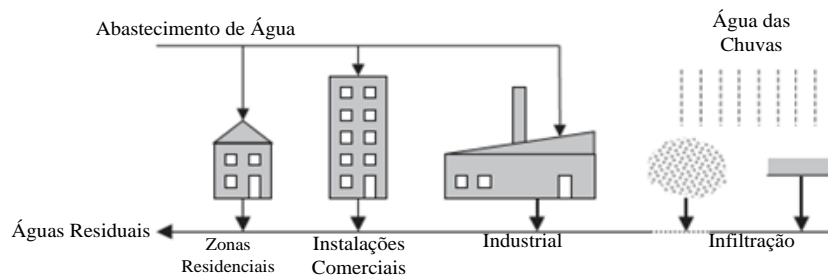 Abastecimento de Água
Água das
Chuvas
Águas Residuais
Zonas
Residenciais
Instalações
Comerciais
Industrial
Infiltração